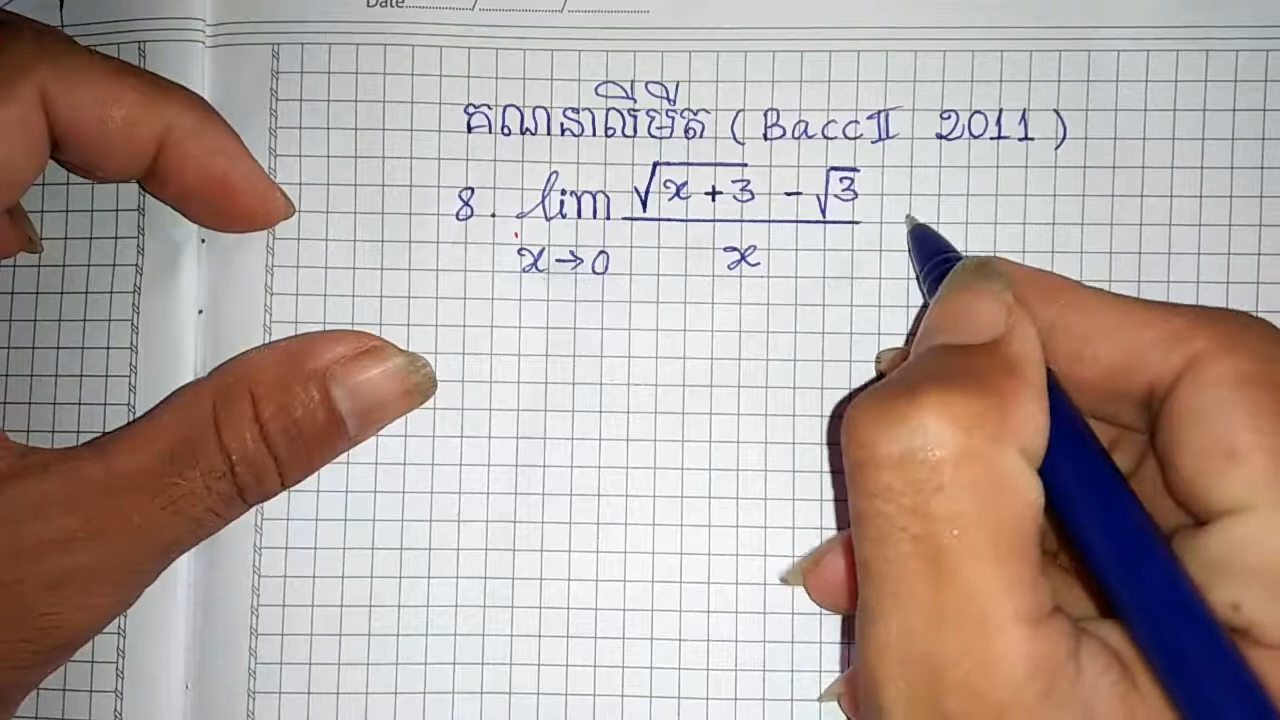 Date........../........../..........
គណនាលីមីត (BaccII 2011)
8. lim √(x+3) - √3 / x
x→0